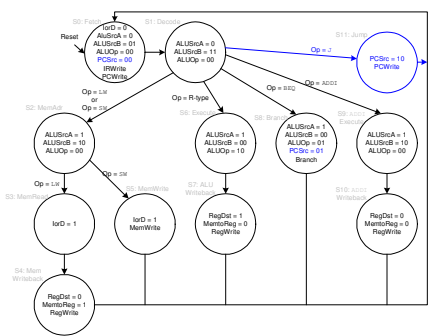 S0: Fetch
S1: Decode
S11: Jump
Reset
IorD = 0
AluSrcA = 0
ALUSrcB = 01
ALUOp = 00
PCSrc = 00
IRWrite
PCWrite
ALUSrcA = 0
ALUSrcB = 11
ALUOp = 00
Op = J
PCSrc = 10
PCWrite
Op = LW
or
Op = SW
Op = R-type
Op = BEQ
Op = ADDI
S2: MemAdr
S6: Execute
S8: Branch
S9: ADDI
Execute
ALUSrcA = 1
ALUSrcB = 10
ALUOp = 00
ALUSrcA = 1
ALUSrcB = 00
ALUOp = 10
ALUSrcA = 1
ALUSrcB = 00
ALUOp = 01
PCSrc = 01
Branch
ALUSrcA = 1
ALUSrcB = 10
ALUOp = 00
Op = LW
Op = SW
S3: MemRead
S5: MemWrite
S7: ALU
Writeback
S10: ADDI
Writeback
IorD = 1
IorD = 1
MemWrite
RegDst = 1
MemtoReg = 0
RegWrite
RegDst = 0
MemtoReg = 0
RegWrite
S4: Mem
Writeback
RegDst = 0
MemtoReg = 1
RegWrite